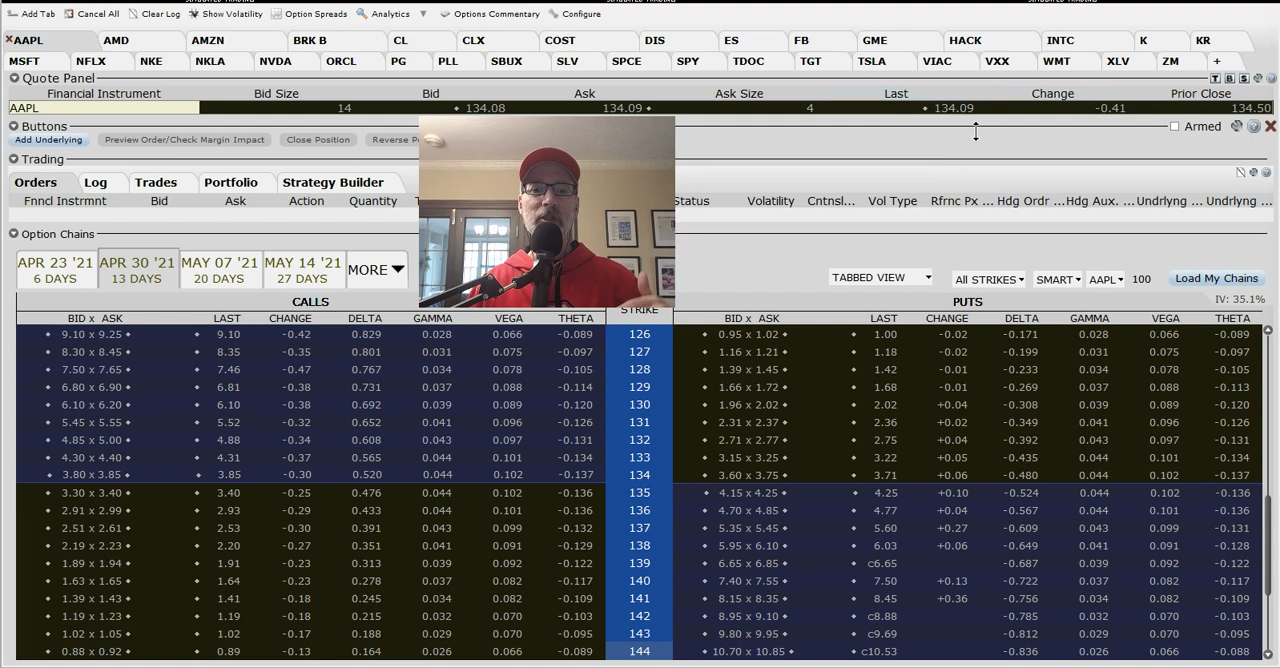 Add Tab Cancel All Clear Log Show Volatility Option Spreads Analytics Options Commentary Configure
AAPL AMD AMZN BRK B CL CLX COST DIS ES FB GME HACK INTC K KR
MSFT NFLX NKE NKLA NVDA ORCL PG PLL SBUX SLV SPCE SPY TDOC TGT TSLA VIAC VXX WMT XLV ZM +
Quote Panel T B S
Financial Instrument Bid Size Bid Ask Ask Size Last Change Prior Close
AAPL 14 134.08 134.09 4 134.09 -0.41 134.50
Buttons Armed
Add Underlying Preview Order/Check Margin Impact Close Position Reverse
Trading
Orders Log Trades Portfolio Strategy Builder
Fnncl Instrmnt Bid Ask Action Quantity Status Volatility Cntnsl... Vol Type Rfrnc Px ... Hdg Ordr ... Hdg Aux. ... Undrlyng ... Undrlyng ...
Option Chains
APR 23 '21 APR 30 '21 MAY 07 '21 MAY 14 '21 MORE
6 DAYS 13 DAYS 20 DAYS 27 DAYS
TABBED VIEW All STRIKES SMART AAPL 100 Load My Chains
CALLS PUTS IV: 35.1%
BID x ASK LAST CHANGE DELTA GAMMA VEGA THETA STRIKE BID x ASK LAST CHANGE DELTA GAMMA VEGA THETA
9.10 x 9.25 9.10 -0.42 0.829 0.028 0.066 -0.089 126 0.95 x 1.02 1.00 -0.02 -0.171 0.028 0.066 -0.089
8.30 x 8.45 8.35 -0.35 0.801 0.031 0.075 -0.097 127 1.16 x 1.21 1.18 -0.02 -0.199 0.031 0.075 -0.097
7.50 x 7.65 7.46 -0.47 0.767 0.034 0.078 -0.105 128 1.39 x 1.45 1.42 -0.01 -0.233 0.034 0.078 -0.105
6.80 x 6.90 6.81 -0.38 0.731 0.037 0.088 -0.114 129 1.66 x 1.72 1.68 -0.01 -0.269 0.037 0.088 -0.113
6.10 x 6.20 6.10 -0.38 0.692 0.039 0.089 -0.120 130 1.96 x 2.02 2.02 +0.04 -0.308 0.039 0.089 -0.120
5.45 x 5.55 5.52 -0.32 0.652 0.041 0.096 -0.126 131 2.31 x 2.37 2.36 +0.02 -0.349 0.041 0.096 -0.126
4.85 x 5.00 4.88 -0.34 0.608 0.043 0.097 -0.131 132 2.71 x 2.77 2.75 +0.04 -0.392 0.043 0.097 -0.131
4.30 x 4.40 4.31 -0.37 0.565 0.044 0.101 -0.134 133 3.15 x 3.25 3.22 +0.05 -0.435 0.044 0.101 -0.134
3.80 x 3.85 3.85 -0.30 0.520 0.044 0.102 -0.137 134 3.60 x 3.75 3.71 +0.06 -0.480 0.044 0.102 -0.137
3.30 x 3.40 3.40 -0.25 0.476 0.044 0.102 -0.136 135 4.15 x 4.25 4.25 +0.10 -0.524 0.044 0.102 -0.136
2.91 x 2.99 2.93 -0.29 0.433 0.044 0.101 -0.136 136 4.70 x 4.85 4.77 +0.04 -0.567 0.044 0.101 -0.136
2.51 x 2.61 2.53 -0.30 0.391 0.043 0.099 -0.132 137 5.35 x 5.45 5.60 +0.27 -0.609 0.043 0.099 -0.131
2.19 x 2.23 2.20 -0.27 0.351 0.041 0.091 -0.129 138 5.95 x 6.10 6.03 +0.06 -0.649 0.041 0.091 -0.128
1.89 x 1.94 1.91 -0.23 0.313 0.039 0.092 -0.122 139 6.65 x 6.85 c6.65 -0.687 0.039 0.092 -0.122
1.63 x 1.65 1.64 -0.23 0.278 0.037 0.082 -0.117 140 7.40 x 7.55 7.50 +0.13 -0.722 0.037 0.082 -0.117
1.39 x 1.43 1.41 -0.18 0.245 0.034 0.082 -0.109 141 8.15 x 8.35 8.45 +0.36 -0.756 0.034 0.082 -0.109
1.19 x 1.23 1.19 -0.18 0.215 0.032 0.070 -0.103 142 8.95 x 9.10 c8.88 -0.785 0.032 0.070 -0.103
1.02 x 1.05 1.02 -0.17 0.188 0.029 0.070 -0.095 143 9.80 x 9.95 c9.69 -0.812 0.029 0.070 -0.095
0.88 x 0.92 0.89 -0.13 0.164 0.026 0.066 -0.089 144 10.70 x 10.85 c10.53 -0.836 0.026 0.066 -0.088